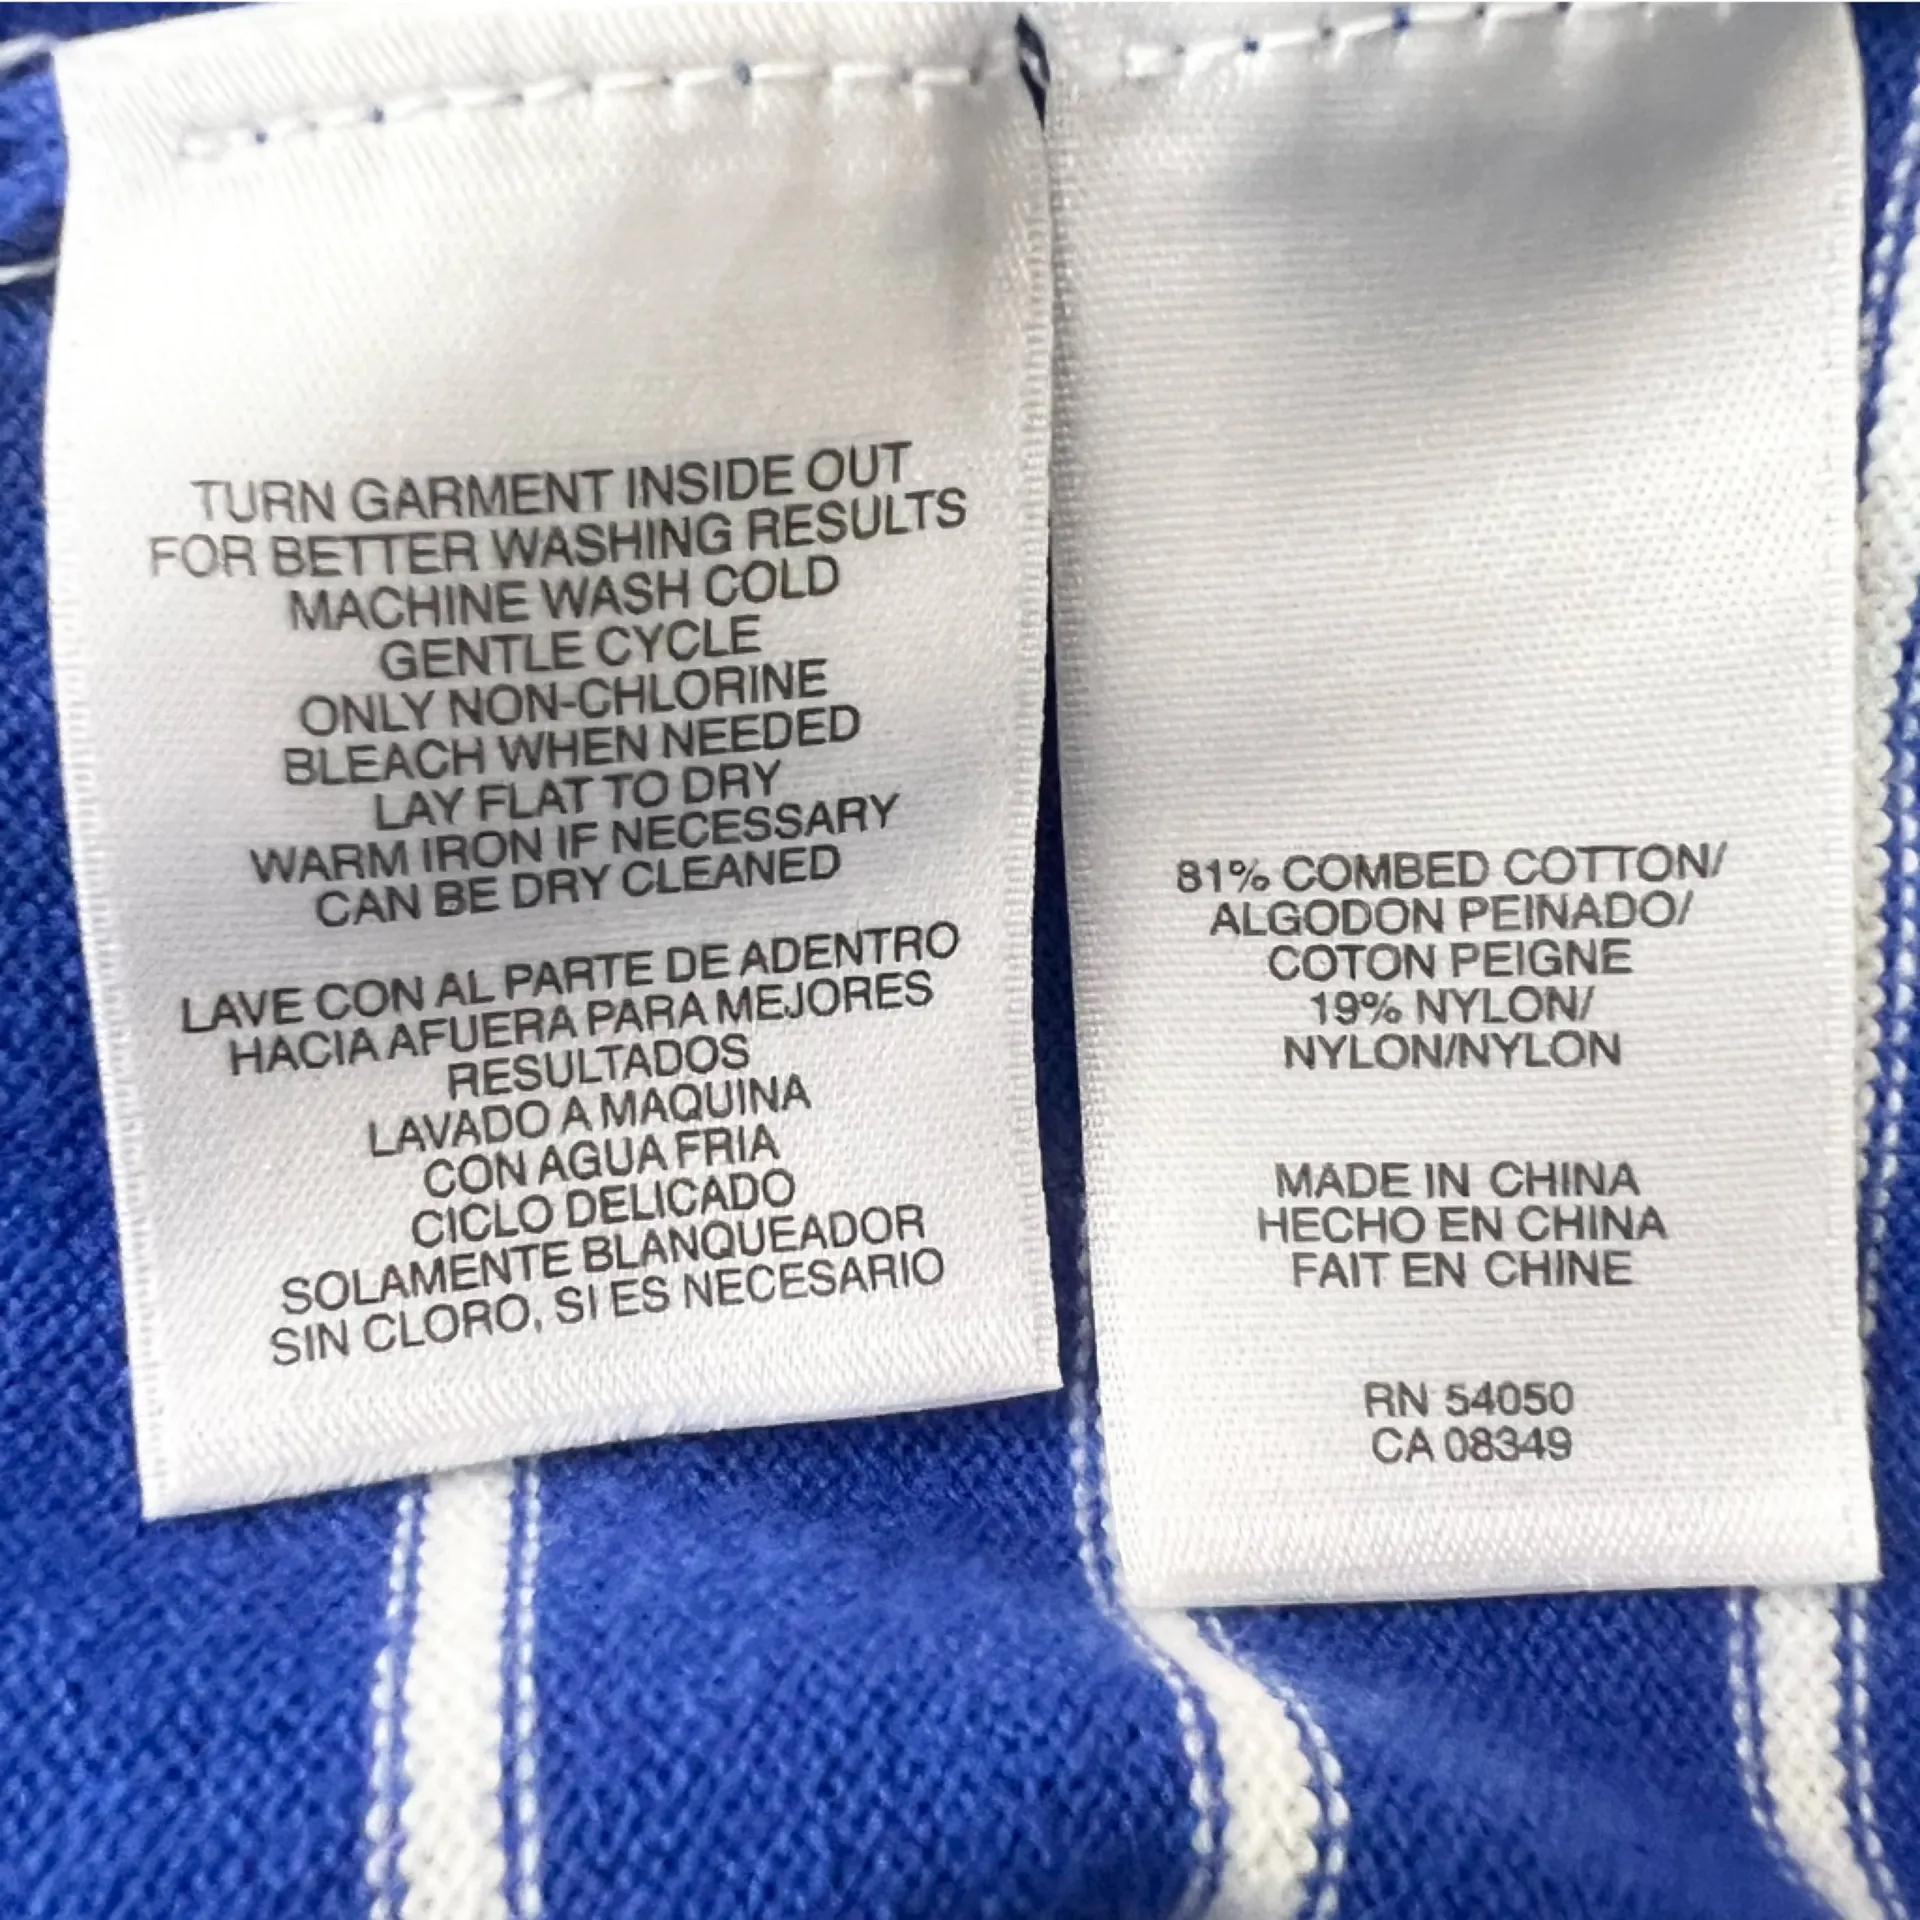 TURN GARMENT INSIDE OUT
FOR BETTER WASHING RESULTS
MACHINE WASH COLD
GENTLE CYCLE
ONLY NON-CHLORINE
BLEACH WHEN NEEDED
LAY FLAT TO DRY
WARM IRON IF NECESSARY
CAN BE DRY CLEANED
LAVE CON AL PARTE DE ADENTRO
HACIA AFUERA PARA MEJORES
RESULTADOS
LAVADO A MAQUINA
CON AGUA FRIA
CICLO DELICADO
SOLAMENTE BLANQUEADOR
SIN CLORO, SI ES NECESARIO
81% COMBED COTTON/
ALGODON PEINADO/
COTON PEIGNE
19% NYLON/
NYLON/NYLON
MADE IN CHINA
HECHO EN CHINA
FAIT EN CHINE
RN 54050
CA 08349